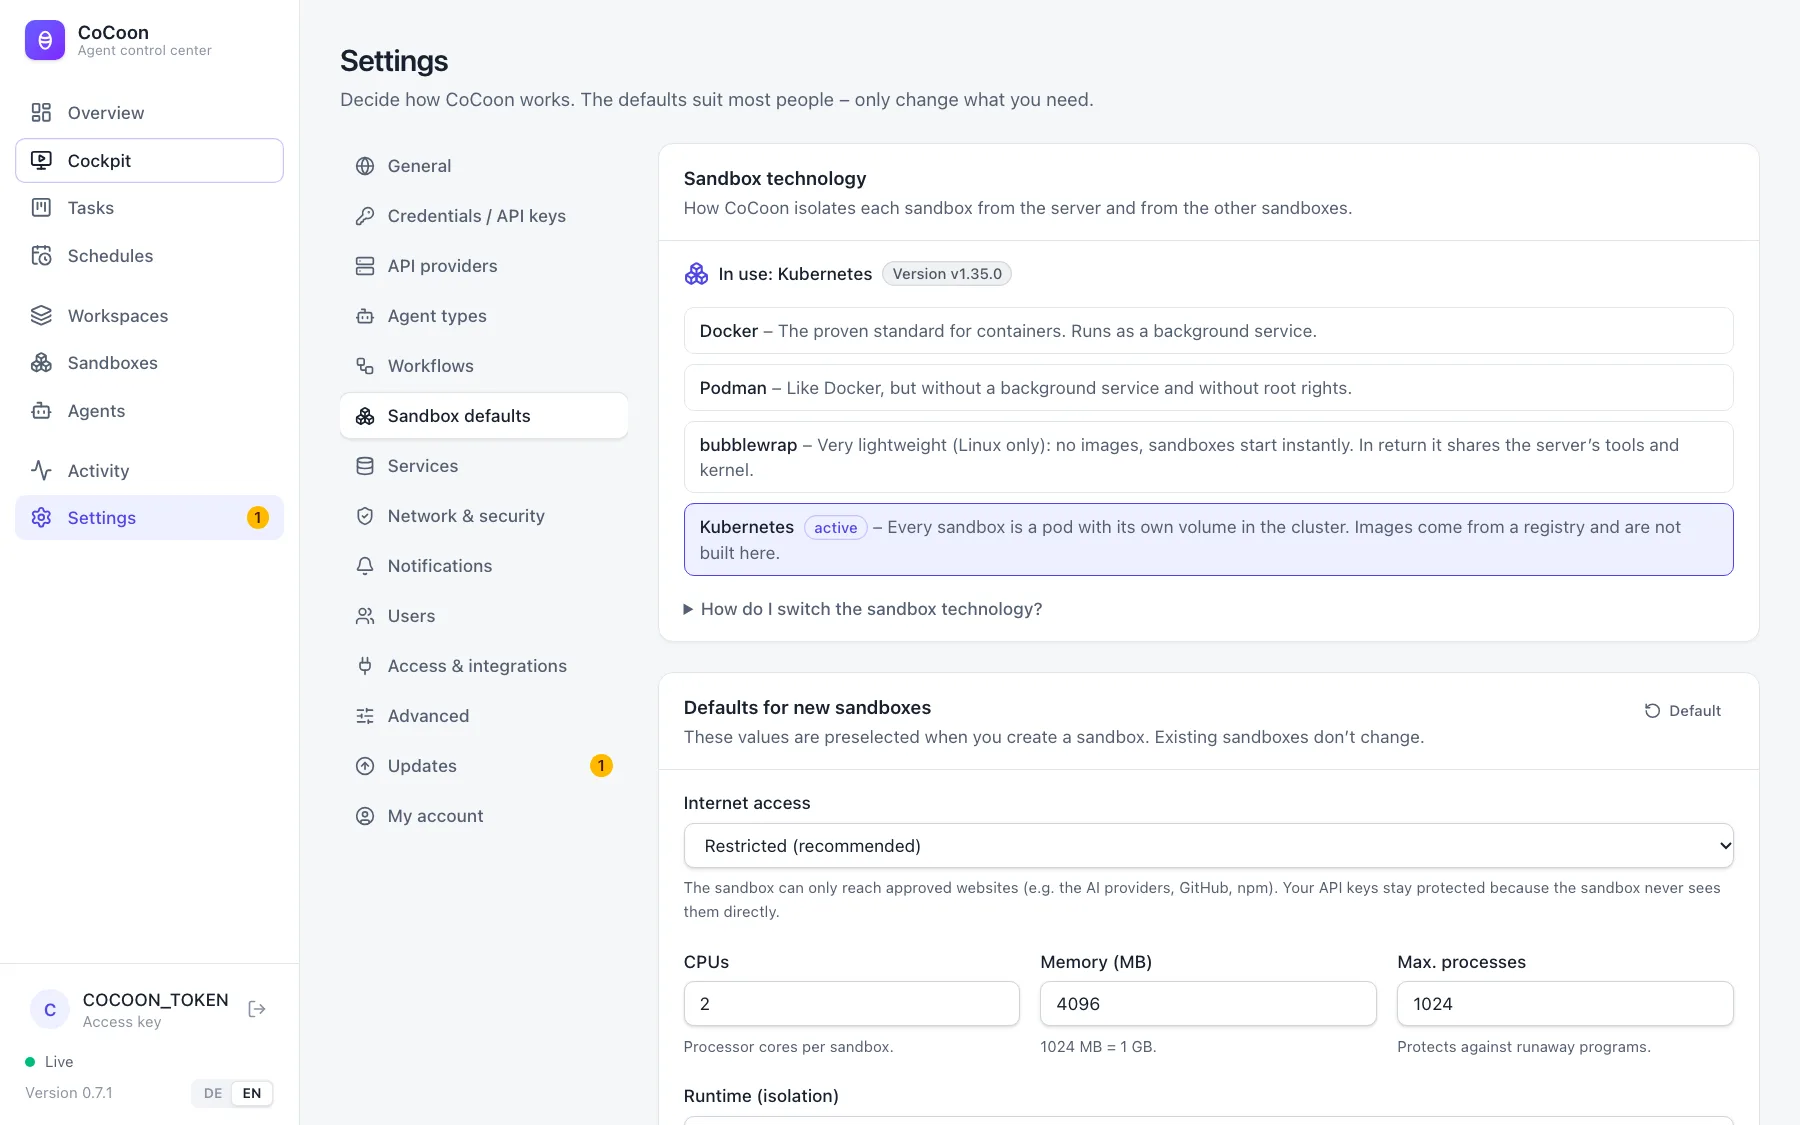 CoCoon
Agent control center
Overview
Cockpit
Tasks
Schedules
Workspaces
Sandboxes
Agents
Activity
Settings 1
COCOON_TOKEN
C
Access key
Live
Version 0.7.1
DE EN
Settings
Decide how CoCoon works. The defaults suit most people – only change what you need.
General
Credentials / API keys
API providers
Agent types
Workflows
Sandbox defaults
Services
Network & security
Notifications
Users
Access & integrations
Advanced
Updates 1
My account
Sandbox technology
How CoCoon isolates each sandbox from the server and from the other sandboxes.
In use: Kubernetes Version v1.35.0
Docker – The proven standard for containers. Runs as a background service.
Podman – Like Docker, but without a background service and without root rights.
bubblewrap – Very lightweight (Linux only): no images, sandboxes start instantly. In return it shares the server’s tools and
kernel.
Kubernetes active – Every sandbox is a pod with its own volume in the cluster. Images come from a registry and are not
built here.
How do I switch the sandbox technology?
Defaults for new sandboxes
Default
These values are preselected when you create a sandbox. Existing sandboxes don’t change.
Internet access
Restricted (recommended)
The sandbox can only reach approved websites (e.g. the AI providers, GitHub, npm). Your API keys stay protected because the sandbox never sees
them directly.
CPUs Memory (MB) Max. processes
2 4096 1024
Processor cores per sandbox. 1024 MB = 1 GB. Protects against runaway programs.
Runtime (isolation)